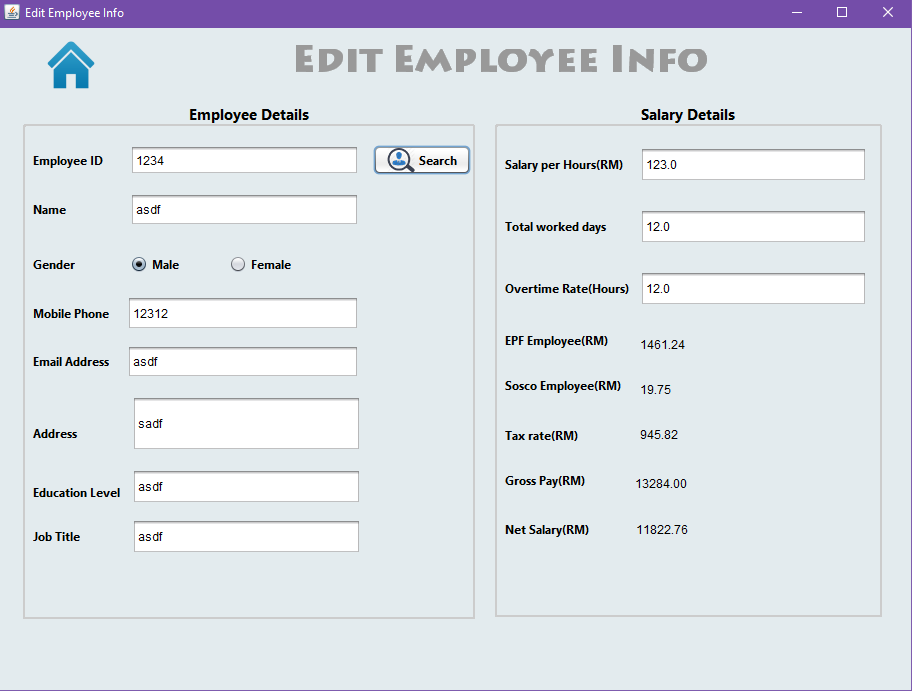 Edit Employee Info
EDIT EMPLOYEE INFO
Employee Details
Employee ID 1234 Search
Name asdf
Gender Male Female
Mobile Phone 12312
Email Address asdf
Address sadf
Education Level asdf
Job Title asdf
Salary Details
Salary per Hours(RM) 123.0
Total worked days 12.0
Overtime Rate(Hours) 12.0
EPF Employee(RM) 1461.24
Sosco Employee(RM) 19.75
Tax rate(RM) 945.82
Gross Pay(RM) 13284.00
Net Salary(RM) 11822.76